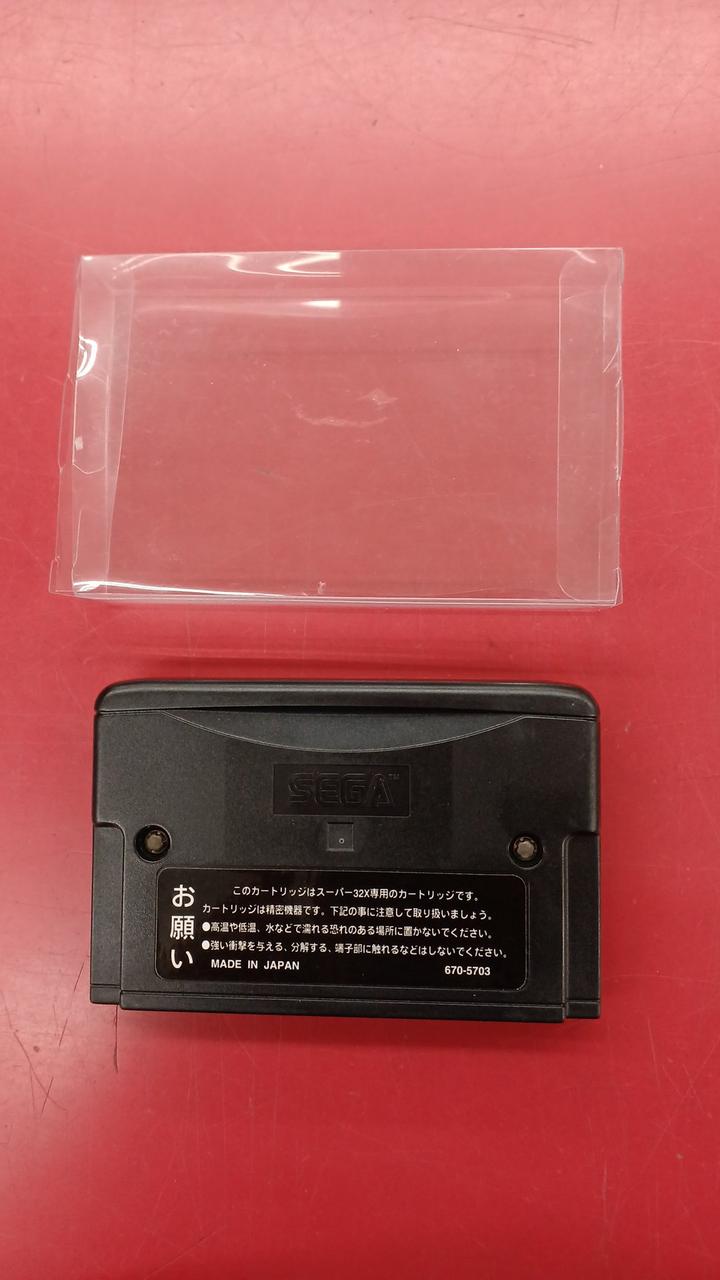 SEGA™
お願い
このカートリッジはスーパー32X専用のカートリッジです。
カートリッジは精密機器です。下記の事に注意して取り扱いましょう。
●高温や低温、水などで濡れる恐れのある場所に置かないでください。
●強い衝撃を与える、分解する、端子部に触れるなどはしないでください。
MADE IN JAPAN
670-5703